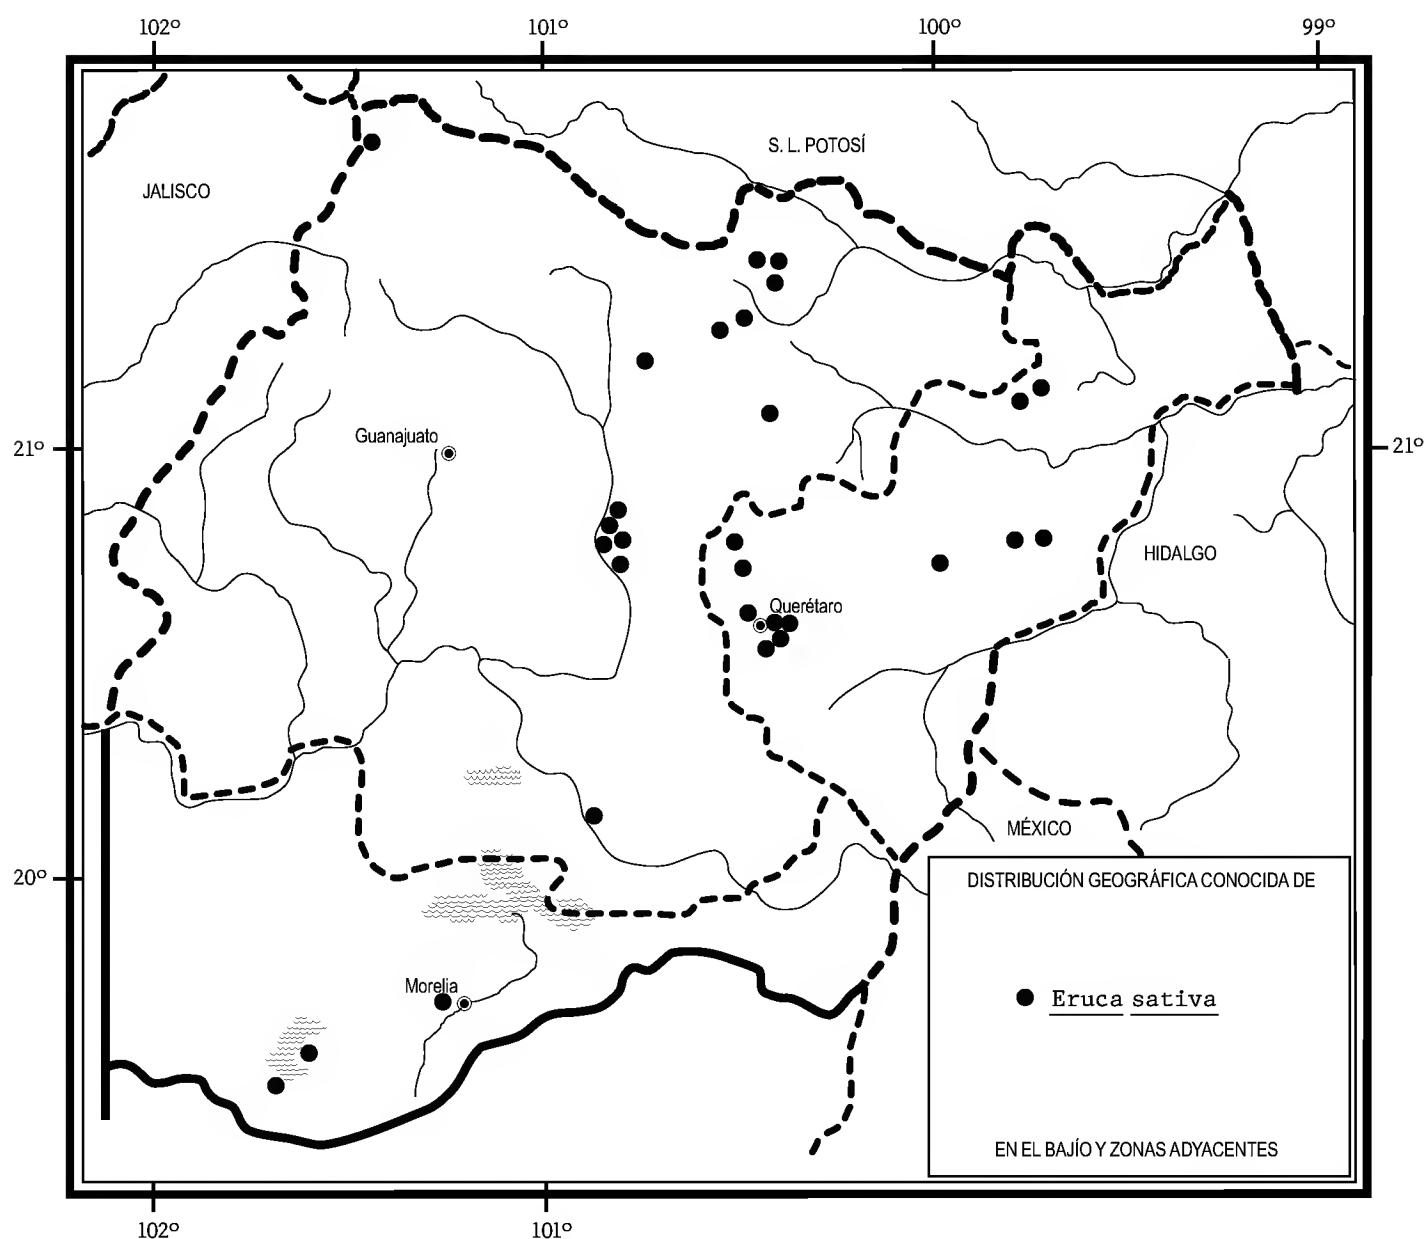 102º 101º 100º 99º
S. L. POTOSÍ
JALISCO
Guanajuato
21º
21º
HIDALGO
Querétaro
MÉXICO
20º
DISTRIBUCIÓN GEOGRÁFICA CONOCIDA DE
Morelia
Eruca sativa
EN EL BAJÍO Y ZONAS ADYACENTES
102º 101º